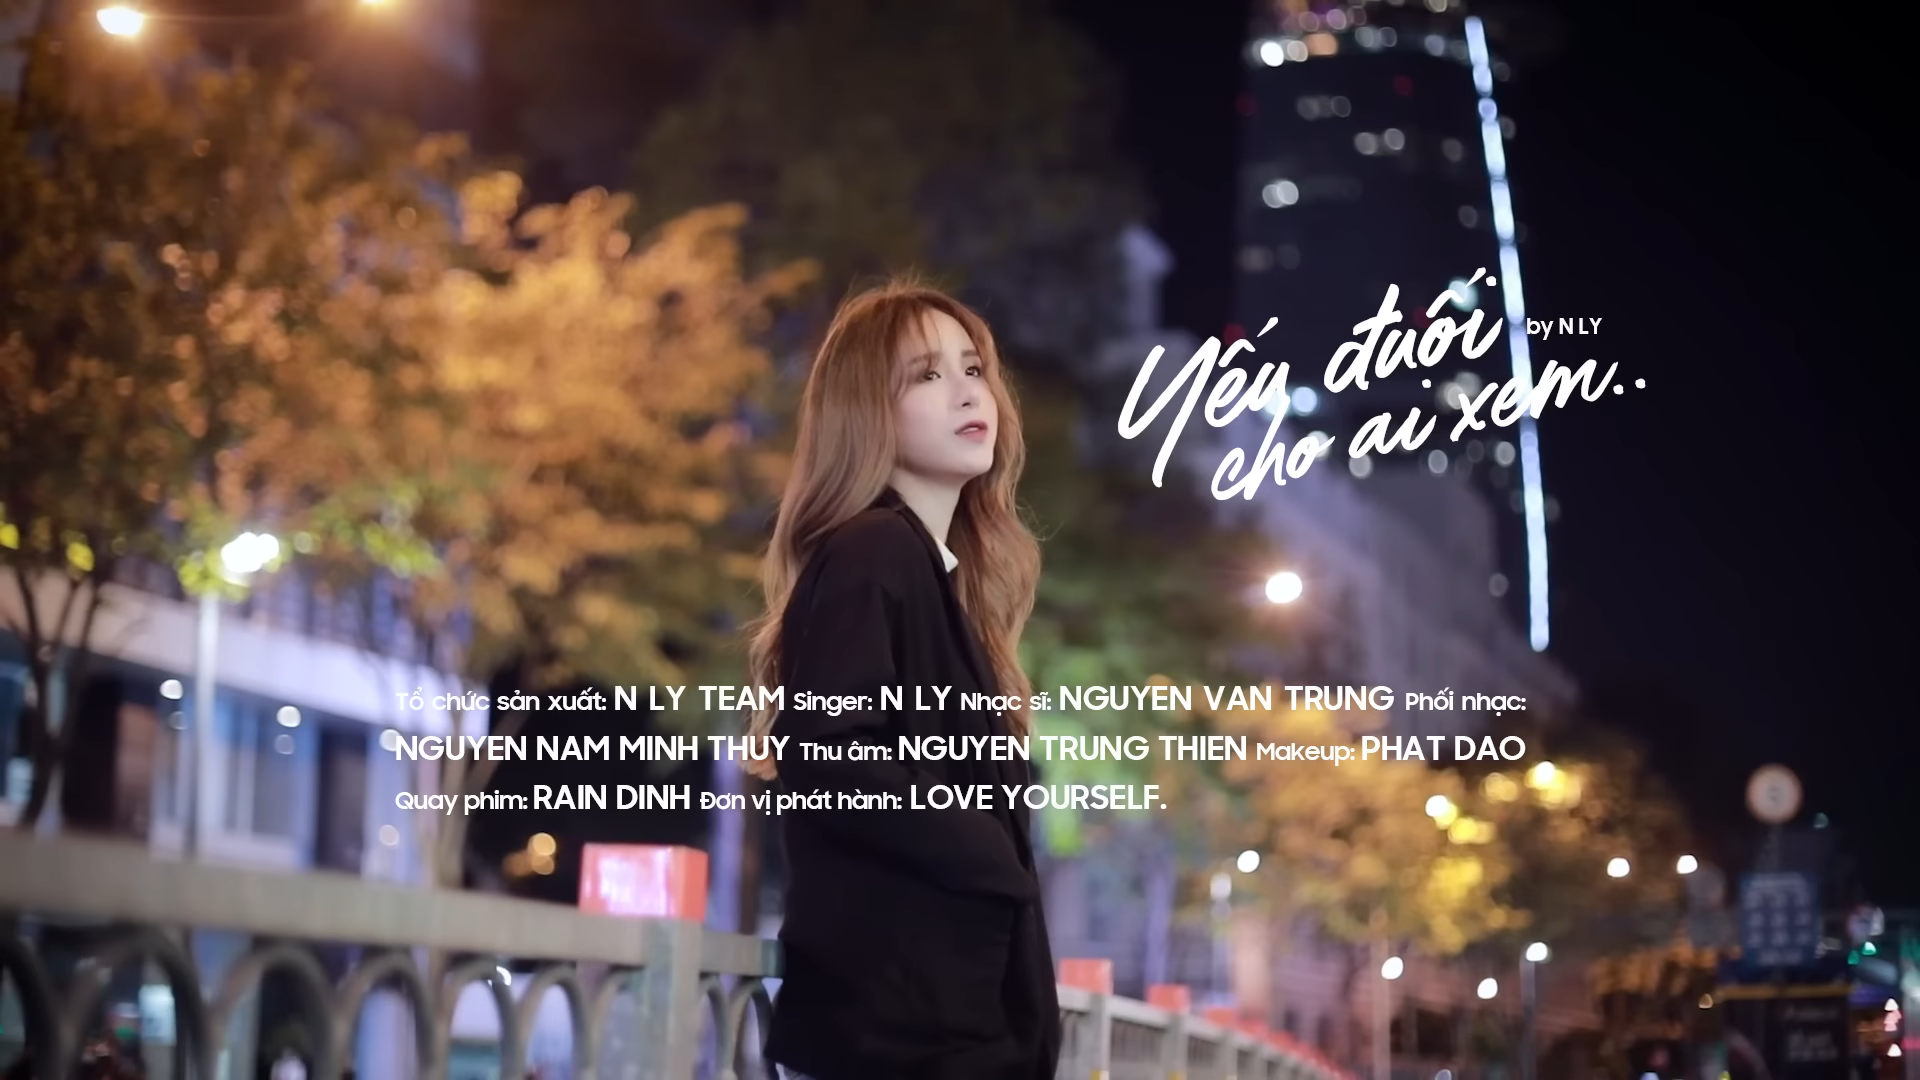 Yếu đuối by N LY
cho ai xem..
Tổ chức sản xuất: N LY TEAM Singer: N LY Nhạc sĩ: NGUYEN VAN TRUNG Phối nhạc:
NGUYEN NAM MINH THUY Thu âm: NGUYEN TRUNG THIEN Makeup: PHAT DAO
Quay phim: RAIN DINH Đơn vị phát hành: LOVE YOURSELF.